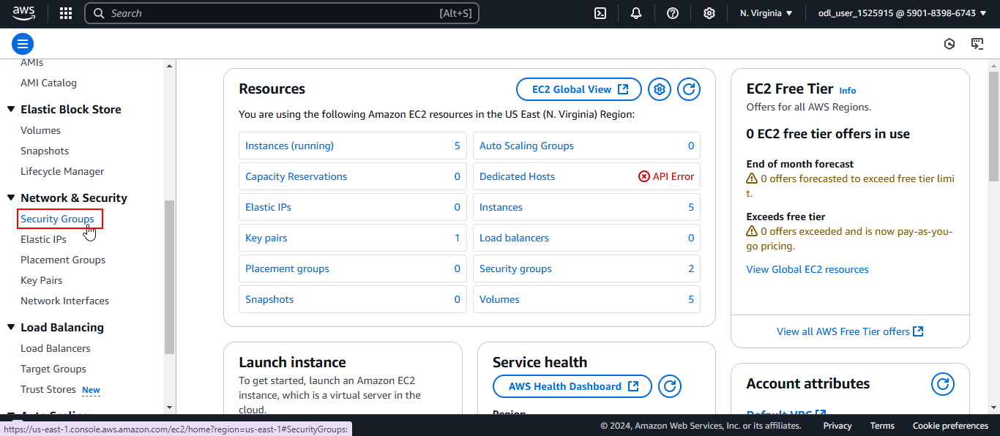 aws
Search
[Alt+S]
N. Virginia
odl_user_1525915 @ 5901-8398-6743
AMIs
AMI Catalog
Elastic Block Store
Volumes
Snapshots
Lifecycle Manager
Network & Security
Security Groups
Elastic IPs
Placement Groups
Key Pairs
Network Interfaces
Load Balancing
Load Balancers
Target Groups
Trust Stores New
Auto Scaling
https://us-east-1.console.aws.amazon.com/ec2/home?region=us-east-1#SecurityGroups:
Resources
EC2 Global View
You are using the following Amazon EC2 resources in the US East (N. Virginia) Region:
Instances (running) 5
Auto Scaling Groups 0
Capacity Reservations 0
Dedicated Hosts API Error
Elastic IPs 0
Instances 5
Key pairs 1
Load balancers 0
Placement groups 0
Security groups 2
Snapshots 0
Volumes 5
Launch instance
To get started, launch an Amazon EC2
instance, which is a virtual server in the
cloud.
Service health
AWS Health Dashboard
Region
EC2 Free Tier Info
Offers for all AWS Regions.
0 EC2 free tier offers in use
End of month forecast
0 offers forecasted to exceed free tier limi
t.
Exceeds free tier
0 offers exceeded and is now pay-as-you-
go pricing.
View Global EC2 resources
View all AWS Free Tier offers
Account attributes
Default VPC
© 2024, Amazon Web Services, Inc. or its affiliates.
Privacy
Terms
Cookie preferences